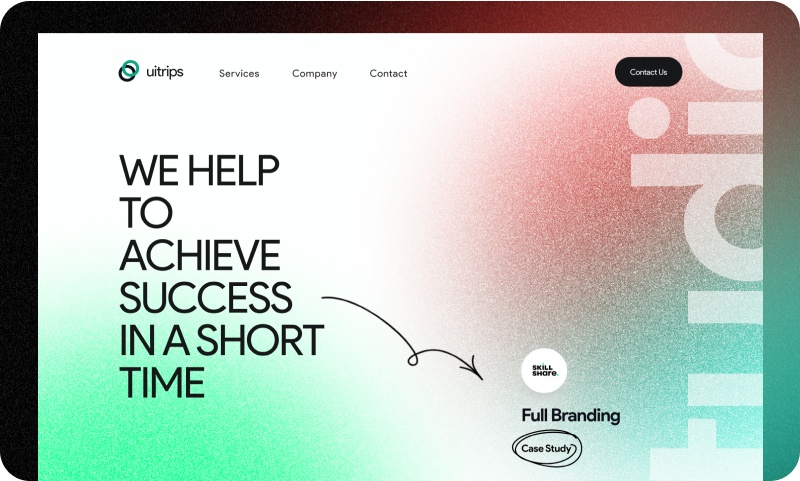 uitrips
Services
Company
Contact
Contact Us
WE HELP
TO
ACHIEVE
SUCCESS
IN A SHORT
TIME
SKILL
SHARE.
Full Branding
Case Study